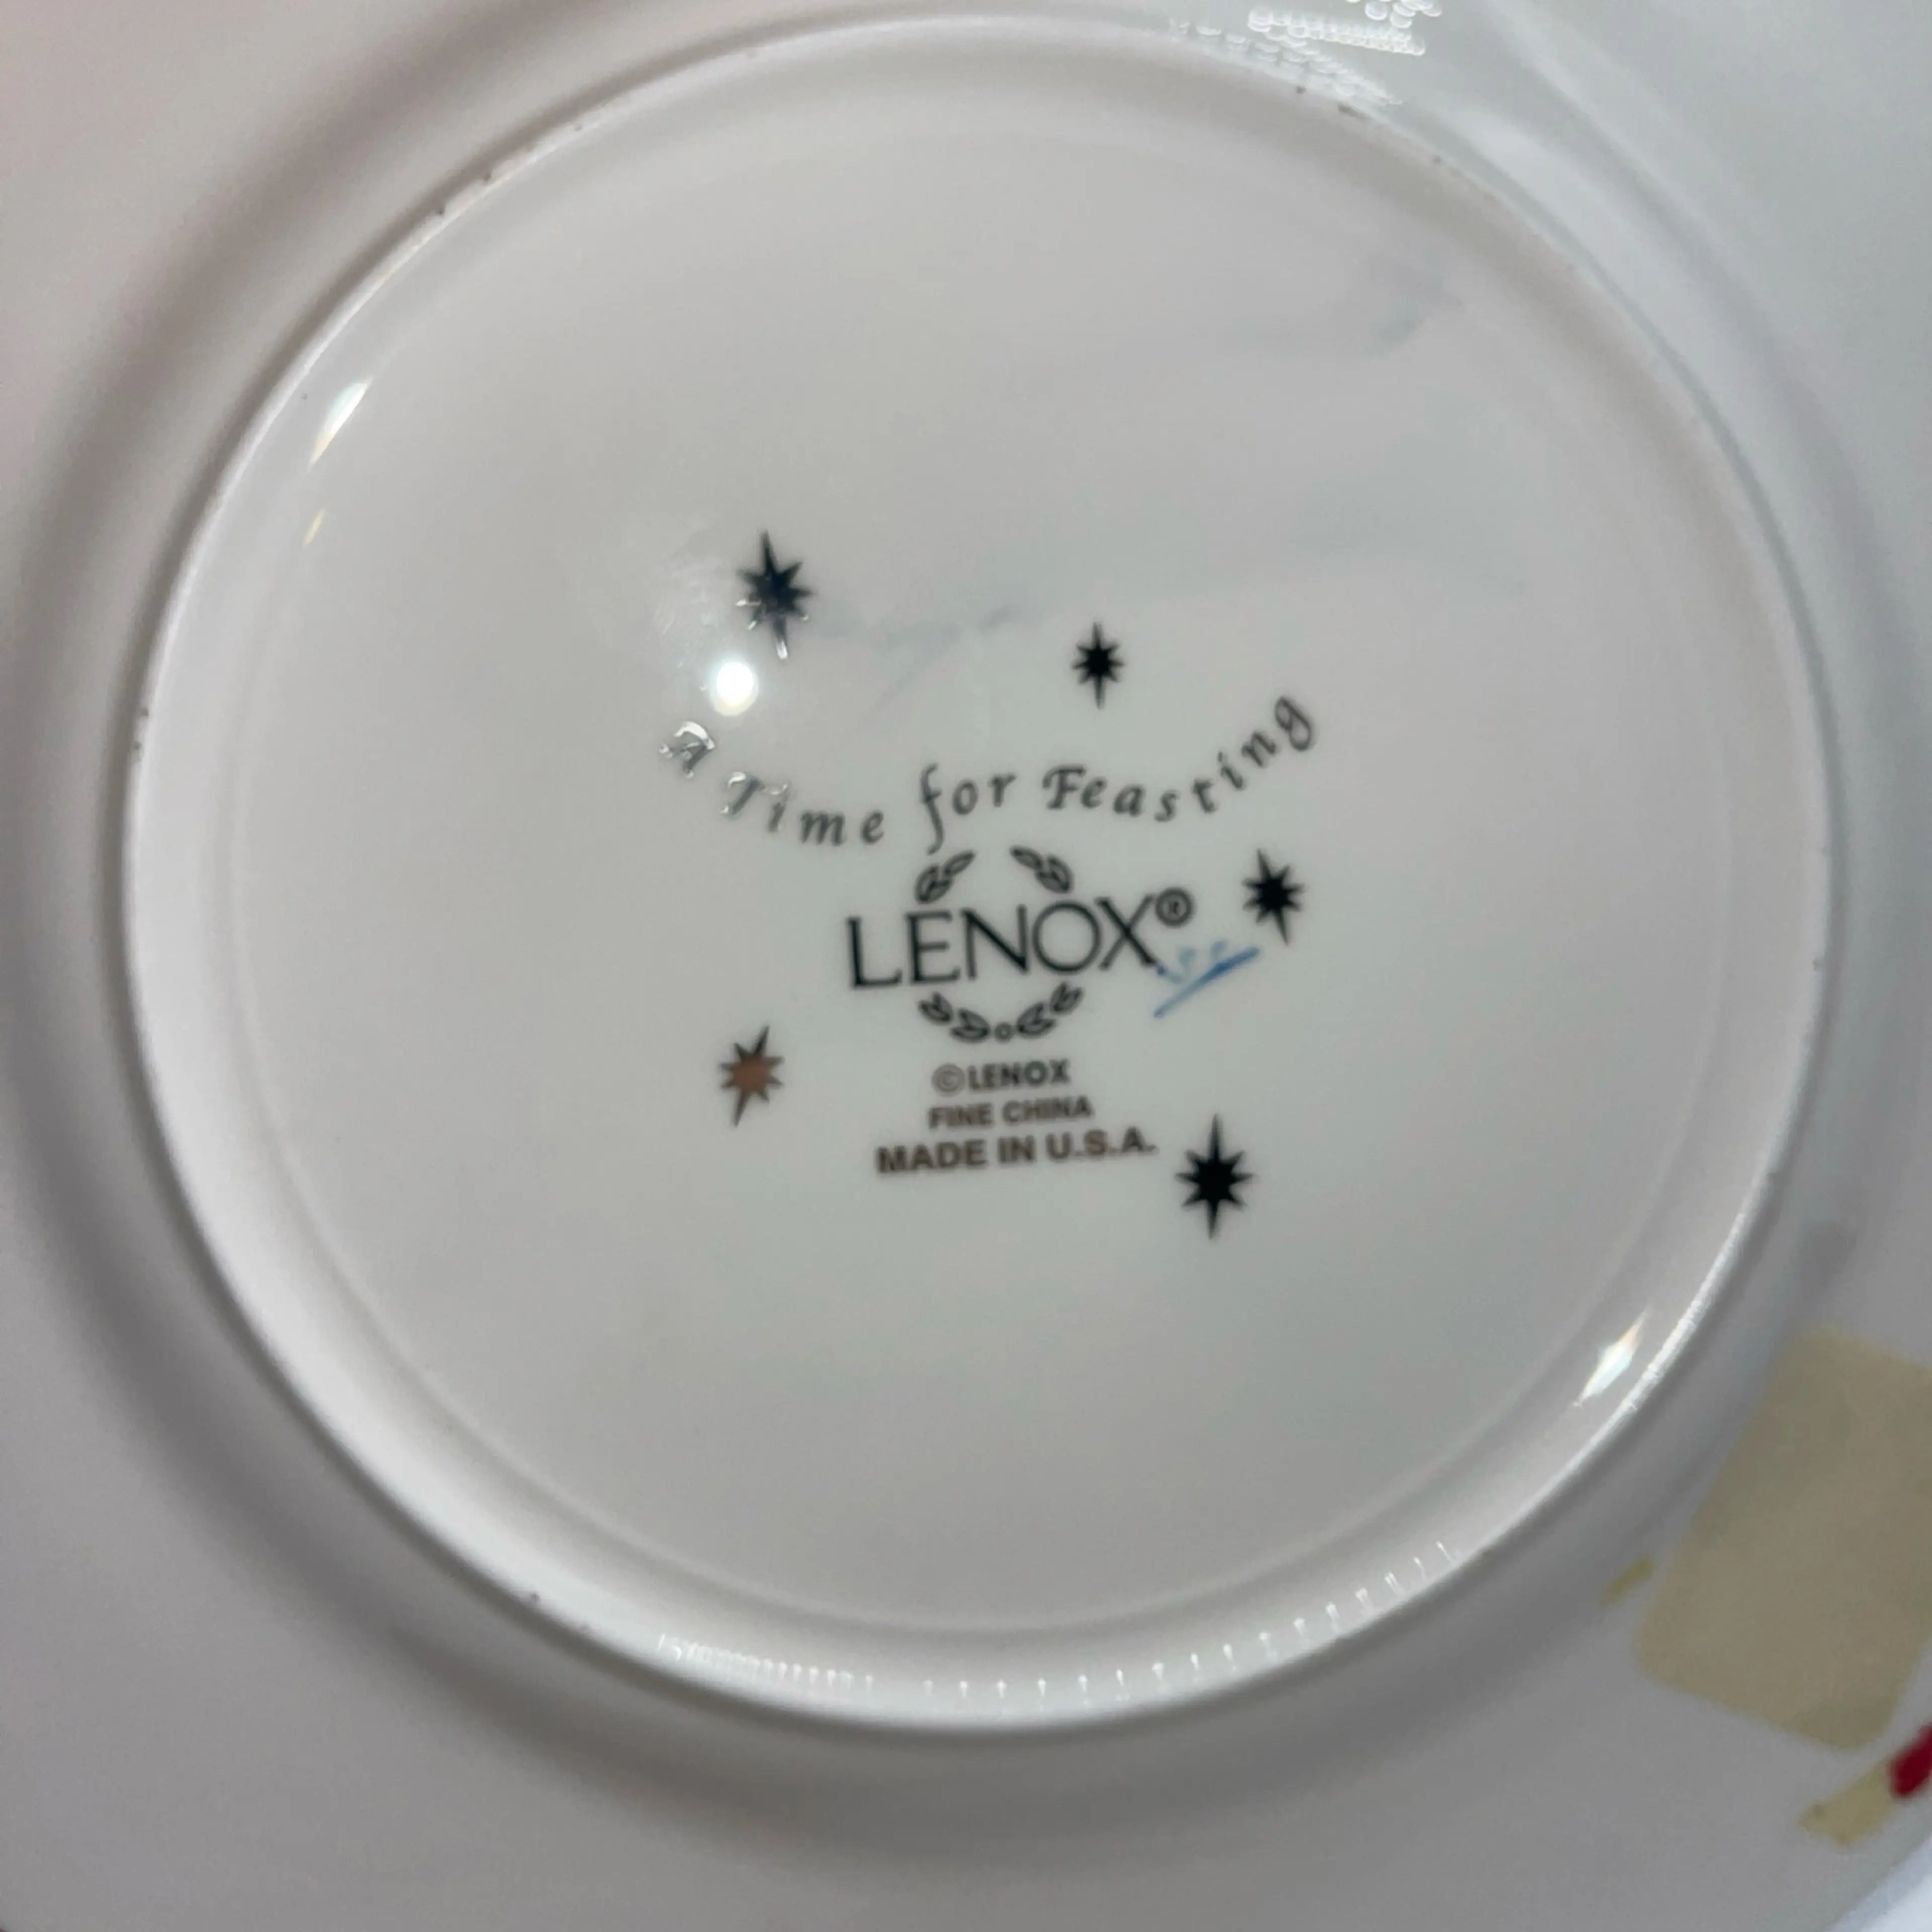 A Time for Feasting
LENOX®
©LENOX
FINE CHINA
MADE IN U.S.A.